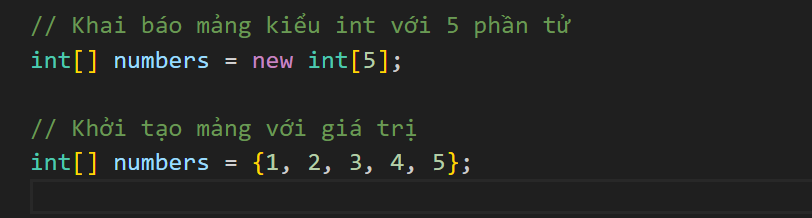 // Khai báo mảng kiểu int với 5 phần tử
int[] numbers = new int[5];
// Khởi tạo mảng với giá trị
int[] numbers = {1, 2, 3, 4, 5};